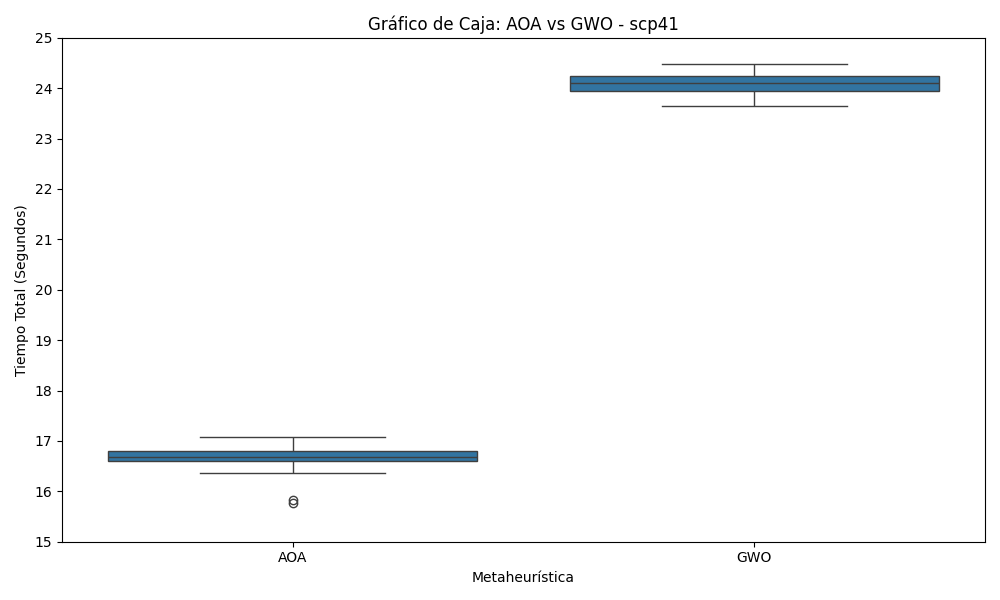 Gráfico de Caja: AOA vs GWO - scp41
Tiempo Total (Segundos)
25
24
23
22
21
20
19
18
17
16
15
AOA
GWO
Metaheurística